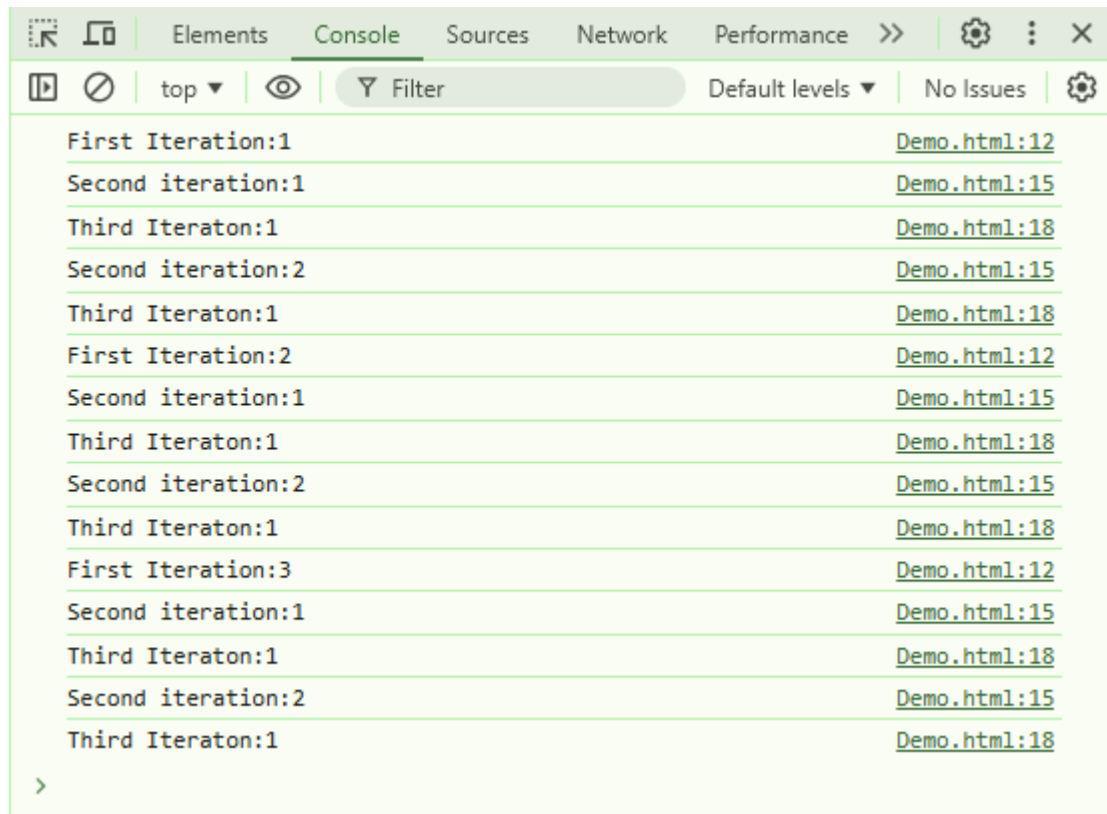 Elements Console Sources Network Performance
top Filter Default levels No Issues
First Iteration:1 Demo.html:12
Second iteration:1 Demo.html:15
Third Iteraton:1 Demo.html:18
Second iteration:2 Demo.html:15
Third Iteraton:1 Demo.html:18
First Iteration:2 Demo.html:12
Second iteration:1 Demo.html:15
Third Iteraton:1 Demo.html:18
Second iteration:2 Demo.html:15
Third Iteraton:1 Demo.html:18
First Iteration:3 Demo.html:12
Second iteration:1 Demo.html:15
Third Iteraton:1 Demo.html:18
Second iteration:2 Demo.html:15
Third Iteraton:1 Demo.html:18